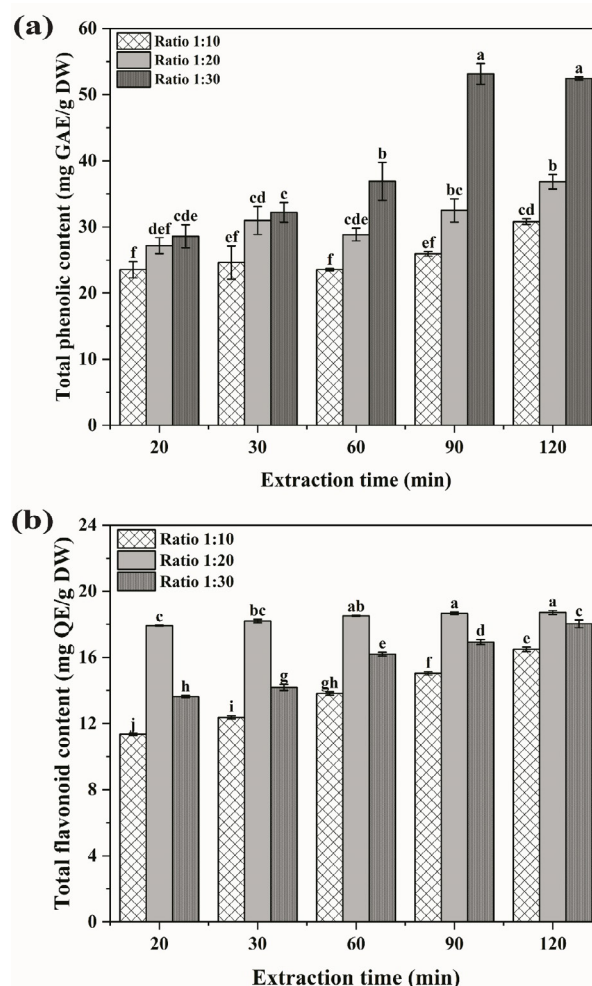 (a)
60
50
40
30
20
10
0
Total phenolic content (mg GAE/g DW)
Ratio 1:10
Ratio 1:20
Ratio 1:30
f def cde
ef cd c
f cde b
ef bc a
cd b a
20 30 60 90 120
Extraction time (min)
(b)
24
20
16
12
8
4
0
Total flavonoid content (mg QE/g DW)
Ratio 1:10
Ratio 1:20
Ratio 1:30
j c h
i bc g
gh ab e
f a d
e a c
20 30 60 90 120
Extraction time (min)